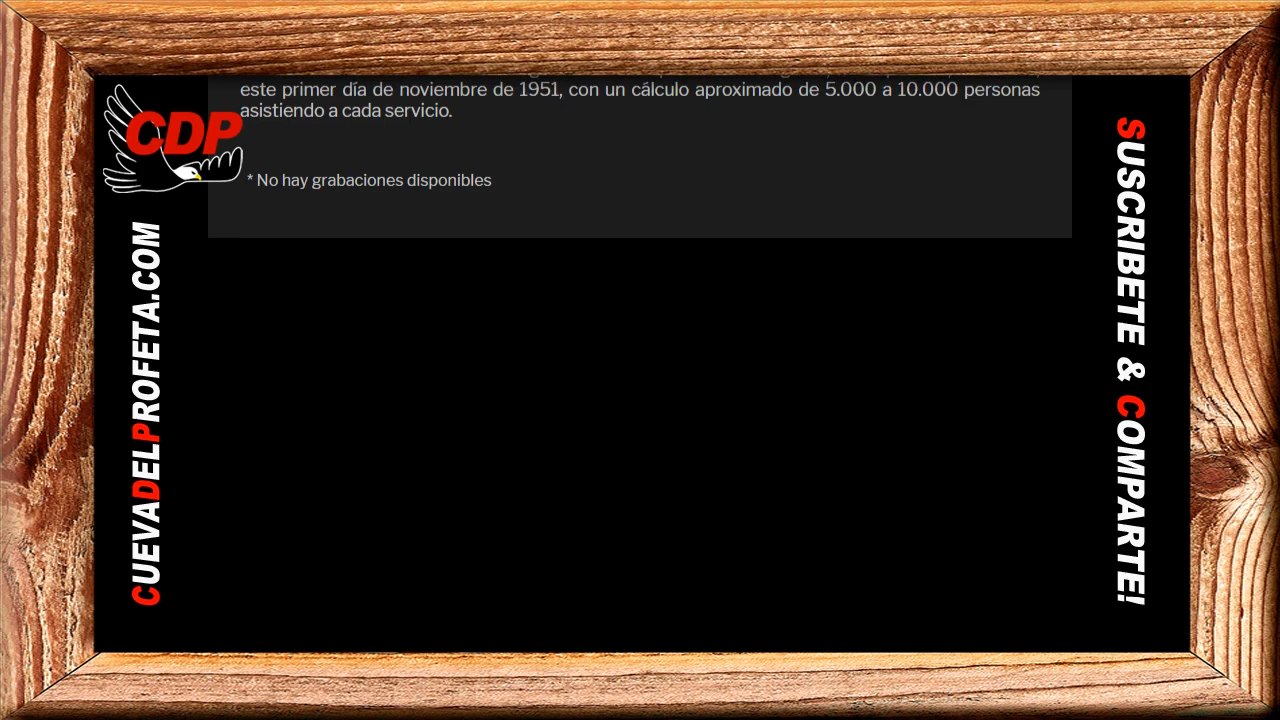 este primer día de noviembre de 1951, con un cálculo aproximado de 5.000 a 10.000 personas
asistiendo a cada servicio.
CDP
* No hay grabaciones disponibles
CUEVADELPROFETA.COM
SUSCRIBETE & COMPARTE!